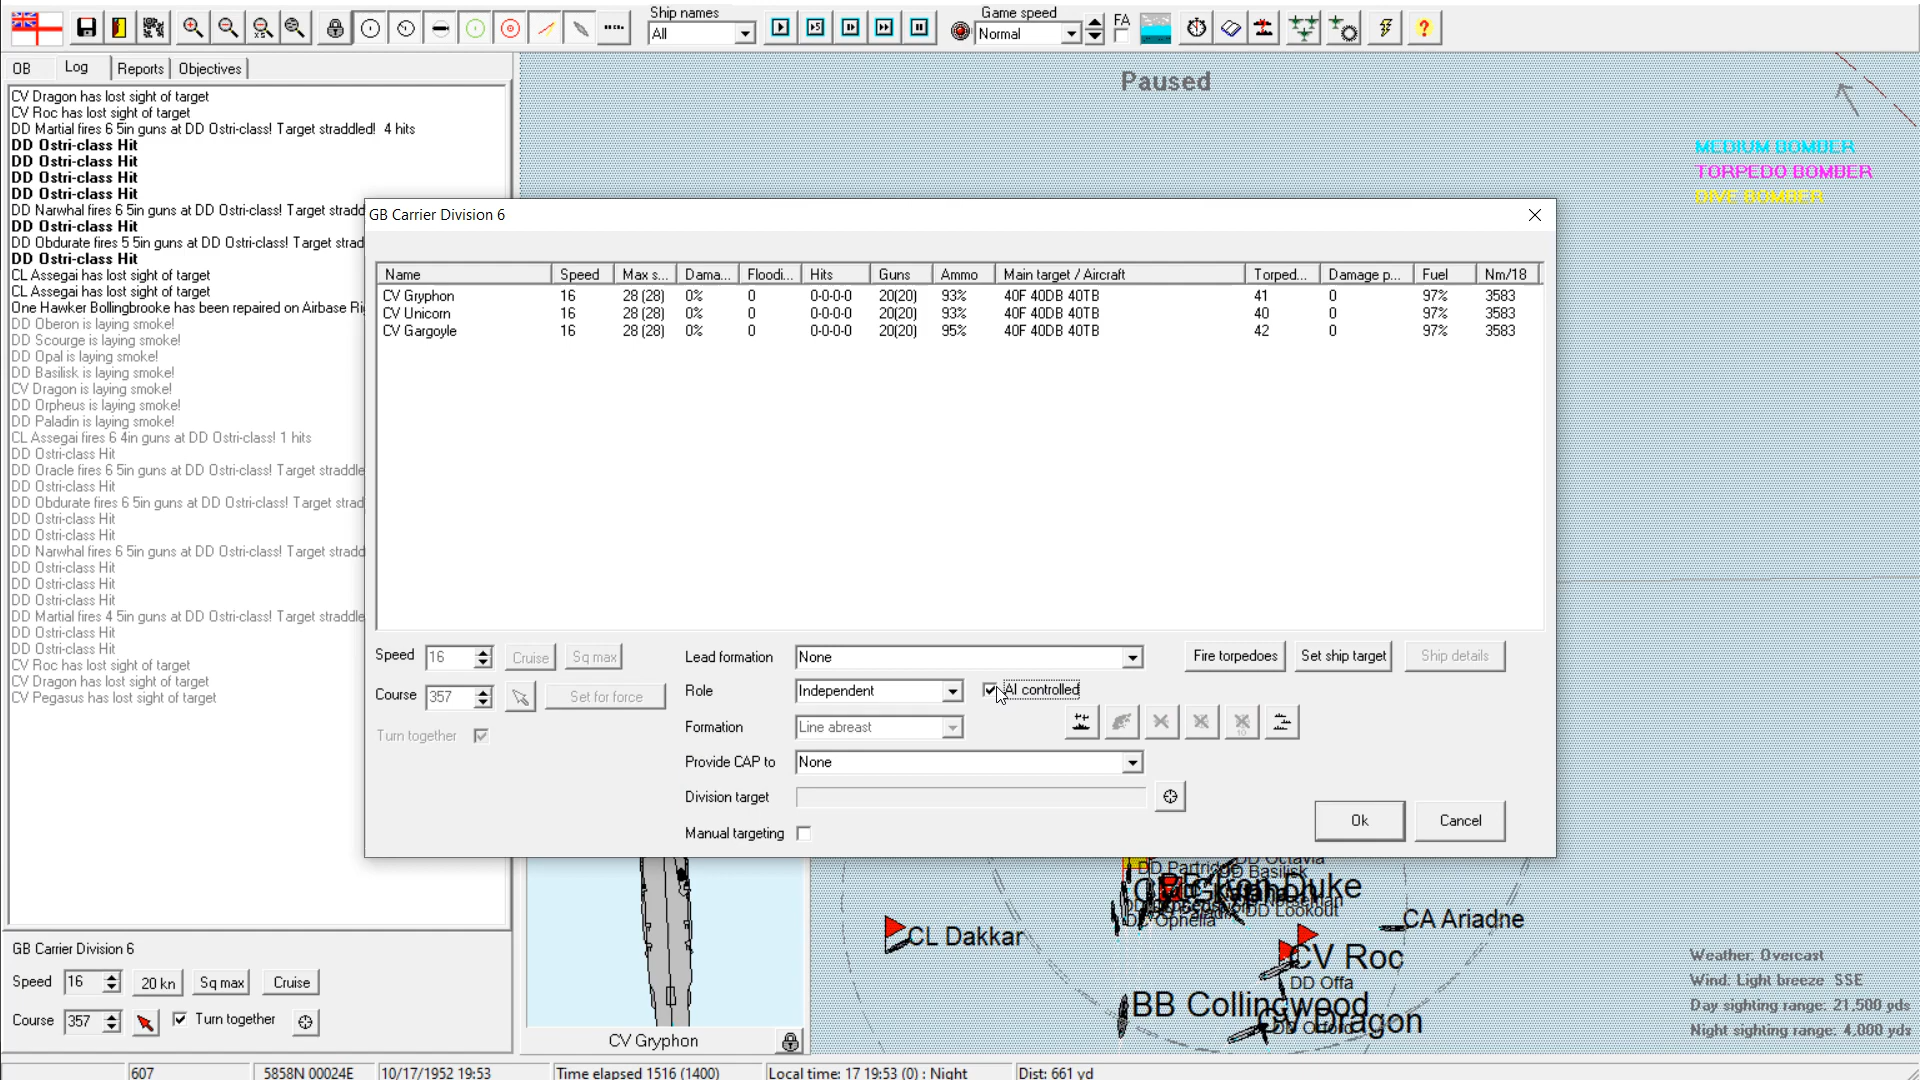 Ship names
All
Game speed
Normal
FA
OB Log Reports Objectives
Paused
MEDIUM BOMBER
TORPEDO BOMBER
DIVE BOMBER
CV Dragon has lost sight of target
CV Roc has lost sight of target
DD Martial fires 6 5in guns at DD Ostri-class! Target straddled! 4 hits
DD Ostri-class Hit
DD Ostri-class Hit
DD Ostri-class Hit
DD Ostri-class Hit
DD Narwhal fires 6 5in guns at DD Ostri-class! Target stradd
DD Ostri-class Hit
DD Obdurate fires 5 5in guns at DD Ostri-class! Target strad
DD Ostri-class Hit
CL Assegai has lost sight of target
CL Assegai has lost sight of target
One Hawker Bollingbrooke has been repaired on Airbase Ri
DD Oberon is laying smoke!
DD Scourge is laying smoke!
DD Opal is laying smoke!
DD Basilisk is laying smoke!
CV Dragon is laying smoke!
DD Orpheus is laying smoke!
DD Paladin is laying smoke!
CL Assegai fires 6 4in guns at DD Ostri-class! 1 hits
DD Ostri-class Hit
DD Oracle fires 6 5in guns at DD Ostri-class! Target straddle
DD Ostri-class Hit
DD Obdurate fires 6 5in guns at DD Ostri-class! Target strad
DD Ostri-class Hit
DD Ostri-class Hit
DD Narwhal fires 6 5in guns at DD Ostri-class! Target stradd
DD Ostri-class Hit
DD Ostri-class Hit
DD Ostri-class Hit
DD Martial fires 4 5in guns at DD Ostri-class! Target straddle
DD Ostri-class Hit
DD Ostri-class Hit
CV Roc has lost sight of target
CV Dragon has lost sight of target
CV Pegasus has lost sight of target
GB Carrier Division 6
Name Speed Max s... Dama... Floodi... Hits Guns Ammo Main target / Aircraft Torped... Damage p... Fuel Nm/18
CV Gryphon 16 28 (28) 0% 0 0-0-0-0 20(20) 93% 40F 40DB 40TB 41 0 97% 3583
CV Unicorn 16 28 (28) 0% 0 0-0-0-0 20(20) 93% 40F 40DB 40TB 40 0 97% 3583
CV Gargoyle 16 28 (28) 0% 0 0-0-0-0 20(20) 95% 40F 40DB 40TB 42 0 97% 3583
Speed 16 Cruise Sq max
Course 357 Set for force
Turn together
Lead formation None
Role Independent AI controlled
Formation Line abreast
10
Provide CAP to None
Division target
Manual targeting
Fire torpedoes Set ship target Ship details
Ok Cancel
GB Carrier Division 6
Speed 16 20 kn Sq max Cruise
Course 357 Turn together
CV Gryphon
DD Octavia
DD Basilisk
Duke
DD Lookout
DC Ophelia
CL Dakkar
CA Ariadne
CV Roc
DD Offa
BB Collingwood
CV Dragon
Weather: Overcast
Wind: Light breeze SSE
Day sighting range: 21,500 yds
Night sighting range: 4,000 yds
607 5858N 00024E 10/17/1952 19:53 Time elapsed 1516 (1400) Local time: 17 19:53 (0) : Night Dist: 661 yd